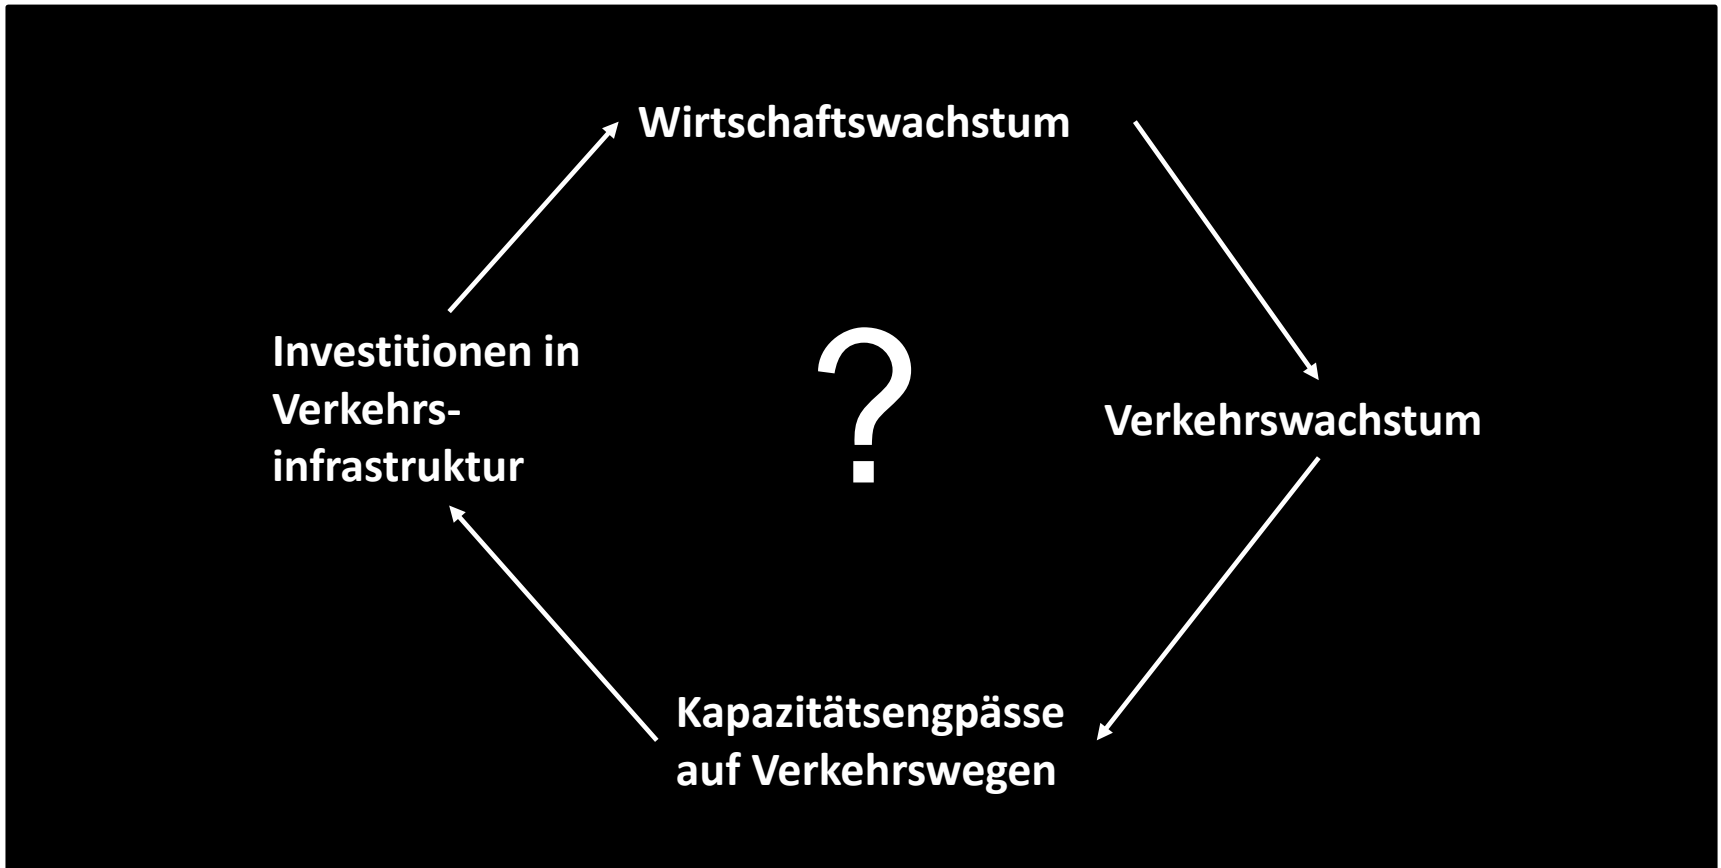 Wirtschaftswachstum
Investitionen in
Verkehrs-
infrastruktur
?
Verkehrswachstum
Kapazitätsengpässe
auf Verkehrswegen